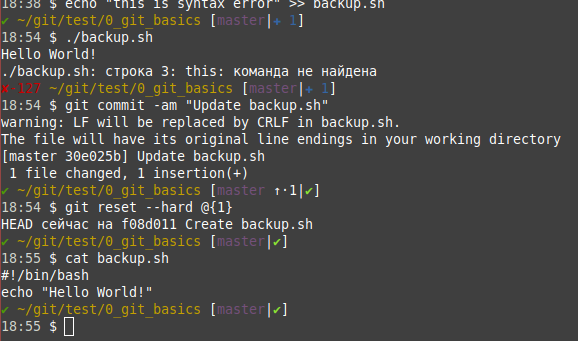 18:38 $ echo "this is syntax error" >> backup.sh
✔ ~/git/test/0_git_basics [master|✚ 1]
18:54 $ ./backup.sh
Hello World!
./backup.sh: строка 3: this: команда не найдена
✘-127 ~/git/test/0_git_basics [master|✚ 1]
18:54 $ git commit -am "Update backup.sh"
warning: LF will be replaced by CRLF in backup.sh.
The file will have its original line endings in your working directory
[master 30e025b] Update backup.sh
 1 file changed, 1 insertion(+)
✔ ~/git/test/0_git_basics [master ↑·1|✔]
18:54 $ git reset --hard @{1}
HEAD сейчас на f08d011 Create backup.sh
✔ ~/git/test/0_git_basics [master|✔]
18:55 $ cat backup.sh
#!/bin/bash
echo "Hello World!"
✔ ~/git/test/0_git_basics [master|✔]
18:55 $